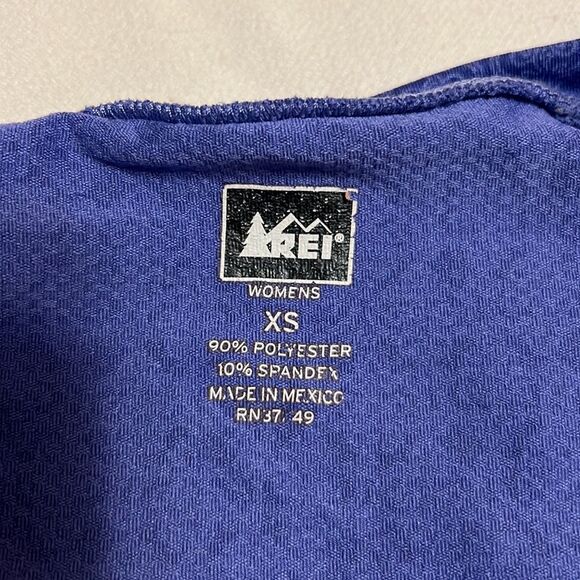 REI®
WOMENS
XS
90% POLYESTER
10% SPANDEX
MADE IN MEXICO